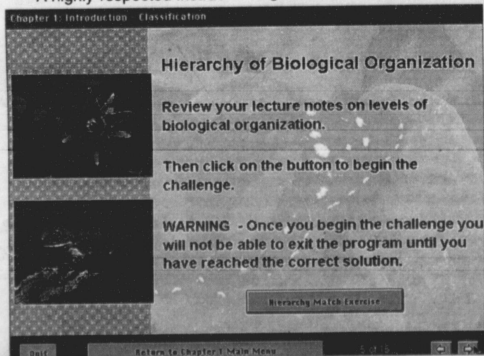 Chapter 1: Introduction Classification
Hierarchy of Biological Organization
Review your lecture notes on levels of
biological organization.
Then click on the button to begin the
challenge.
WARNING - Once you begin the challenge you
will not be able to exit the program until you
have reached the correct solution.
Hierarchy Match Exercise
Quit
Return to Chapter 1 Main Menu